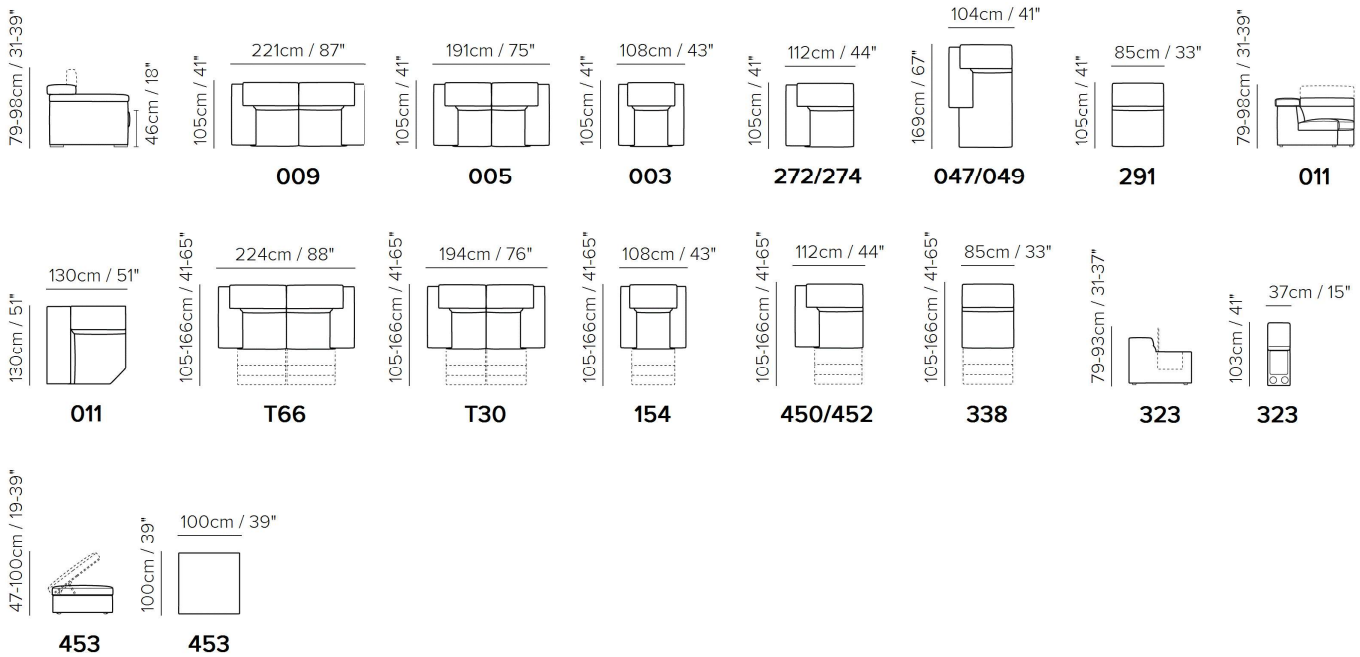 79-98cm / 31-39"
46cm / 18"
221cm / 87"
105cm / 41"
009
191cm / 75"
105cm / 41"
005
108cm / 43"
105cm / 41"
003
112cm / 44"
105cm / 41"
272/274
104cm / 41"
169cm / 67"
047/049
85cm / 33"
105cm / 41"
291
79-98cm / 31-39"
011
130cm / 51"
130cm / 51"
011
224cm / 88"
105-166cm / 41-65"
T66
194cm / 76"
105-166cm / 41-65"
T30
108cm / 43"
105-166cm / 41-65"
154
112cm / 44"
105-166cm / 41-65"
450/452
85cm / 33"
105-166cm / 41-65"
338
79-93cm / 31-37"
323
37cm / 15"
103cm / 41"
323
47-100cm / 19-39"
453
100cm / 39"
100cm / 39"
453